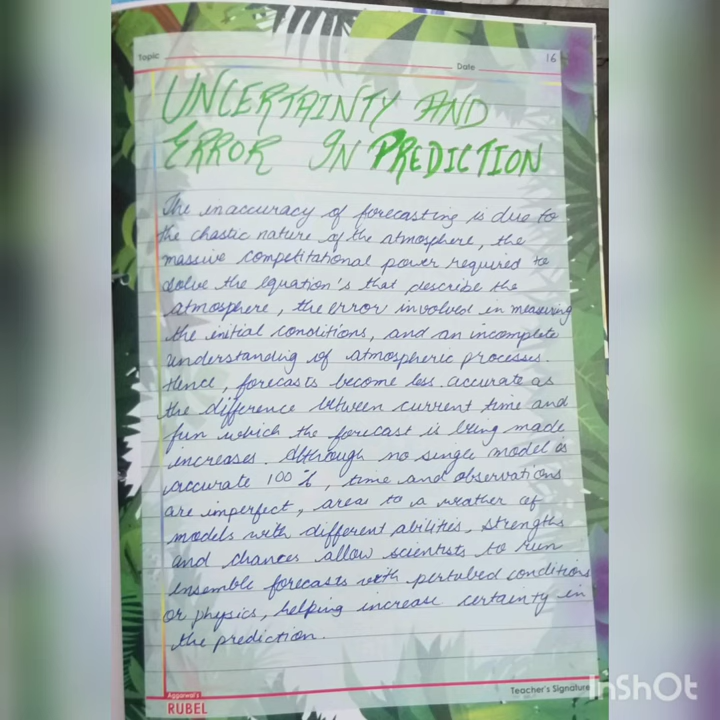 Topic
Date
16
UNCERTAINTY AND
ERROR IN PREDICTION
The inaccuracy of forecasting is due to
the chastic nature of the atmosphere, the
massive competitational power required to
solve the equation's that describe the
atmosphere, the error involved in measuring
the initial conditions, and an incomplete
understanding of atmospheric processes.
Hence, forecasts become less accurate as
the difference between current time and
fun which the forecast is being made
increases. Although no single model is
accurate 100%, time and observations
are imperfect, areas to a weather of
models with different abilities, strengths
and chances allow scientists to run
ensemble forecasts with pertubed conditions
or physics, helping increase certainty in
the prediction.
Teacher's Signature
Aggarwal's
RUBEL
InShOt